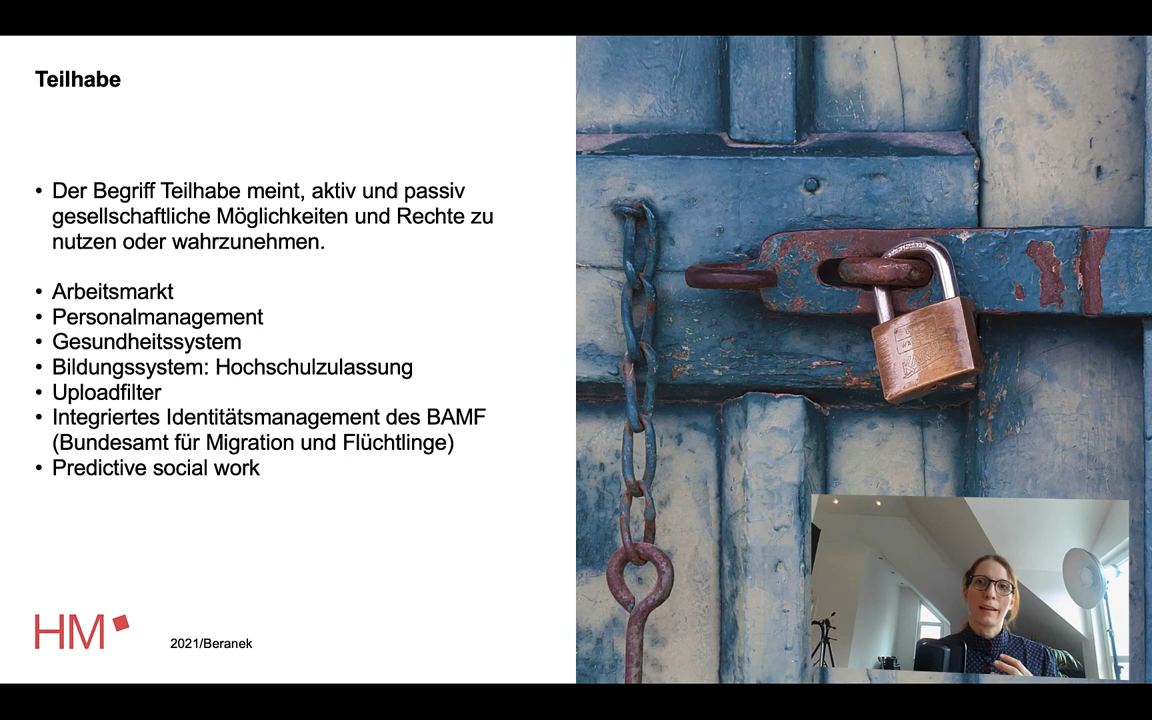 Teilhabe
• Der Begriff Teilhabe meint, aktiv und passiv
gesellschaftliche Möglichkeiten und Rechte zu
nutzen oder wahrzunehmen.
• Arbeitsmarkt
• Personalmanagement
• Gesundheitssystem
• Bildungssystem: Hochschulzulassung
• Uploadfilter
• Integriertes Identitätsmanagement des BAMF
(Bundesamt für Migration und Flüchtlinge)
• Predictive social work
HM
2021/Beranek